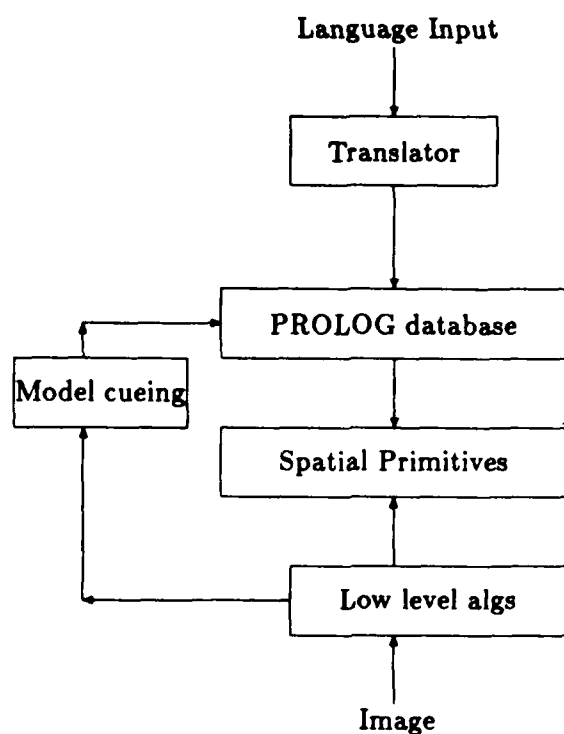 Language Input
Translator
PROLOG database
Model cueing
Spatial Primitives
Low level algs
Image